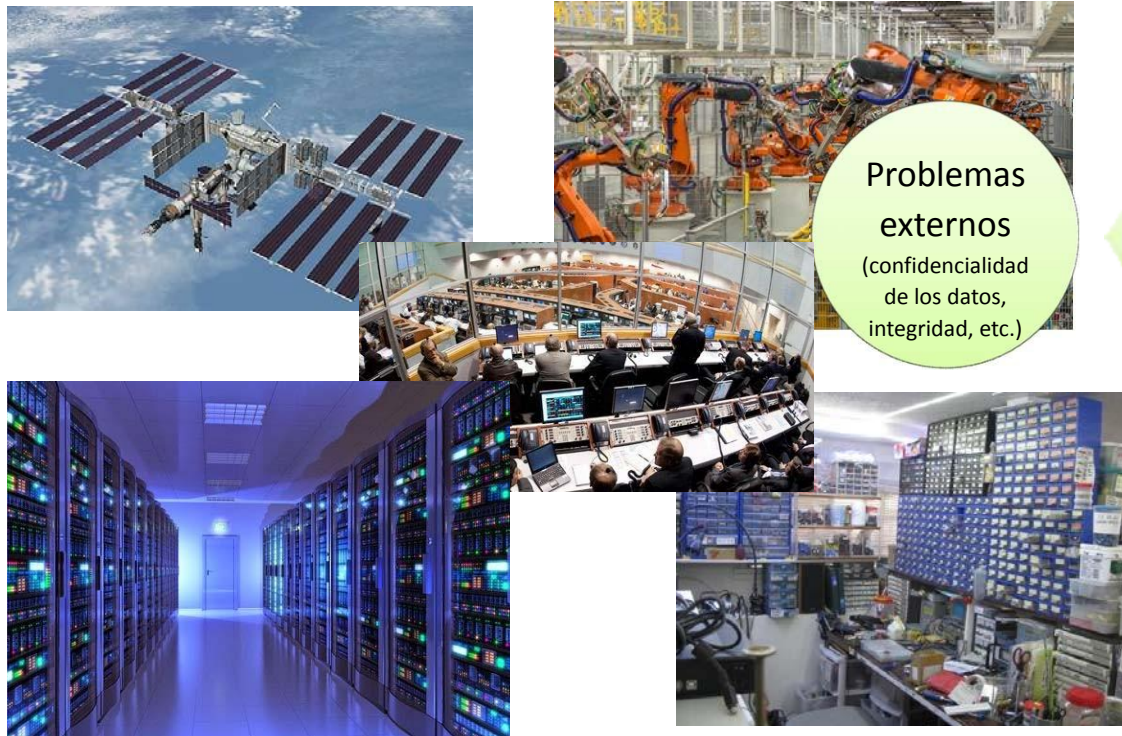 Problemas
externos
(confidencialidad
de los datos,
integridad, etc.)